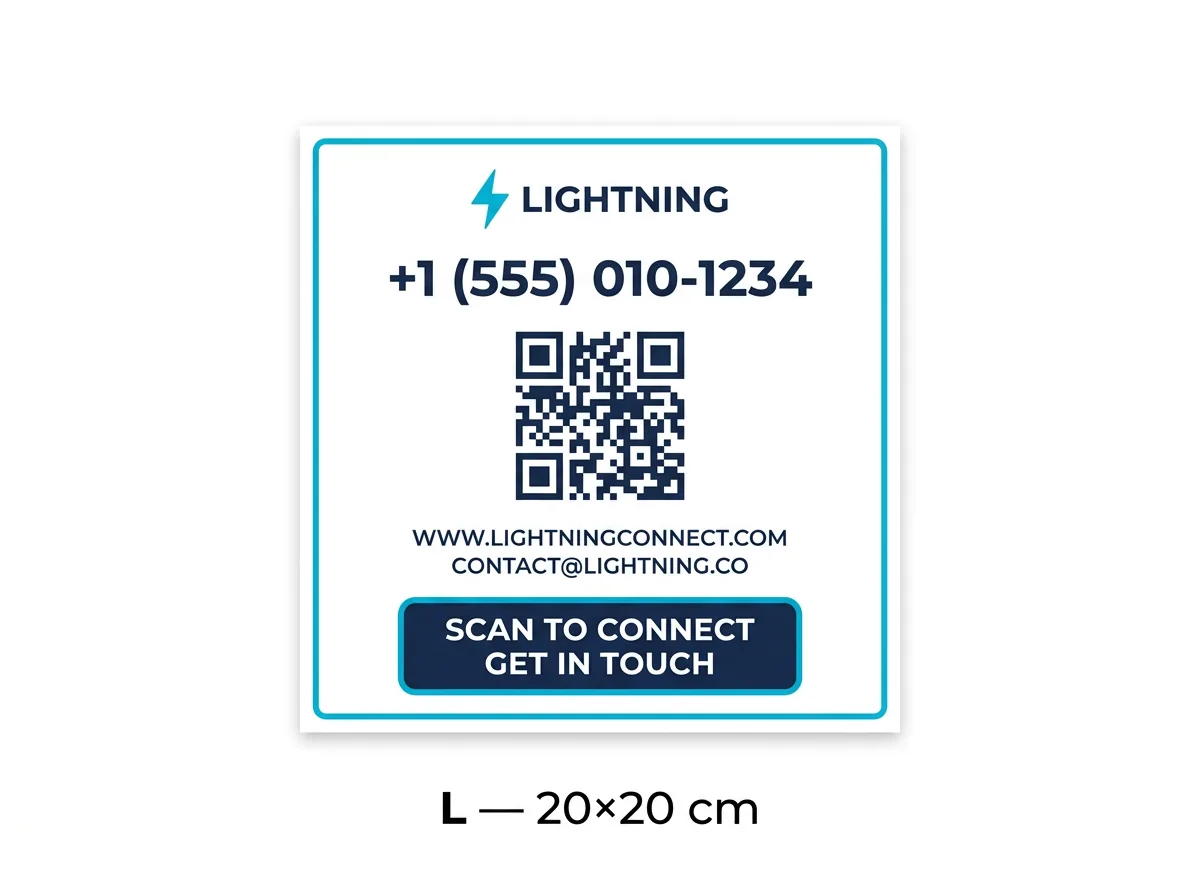 LIGHTNING
+1 (555) 010-1234
WWW.LIGHTNINGCONNECT.COM
CONTACT@LIGHTNING.CO
SCAN TO CONNECT
GET IN TOUCH
L — 20×20 cm